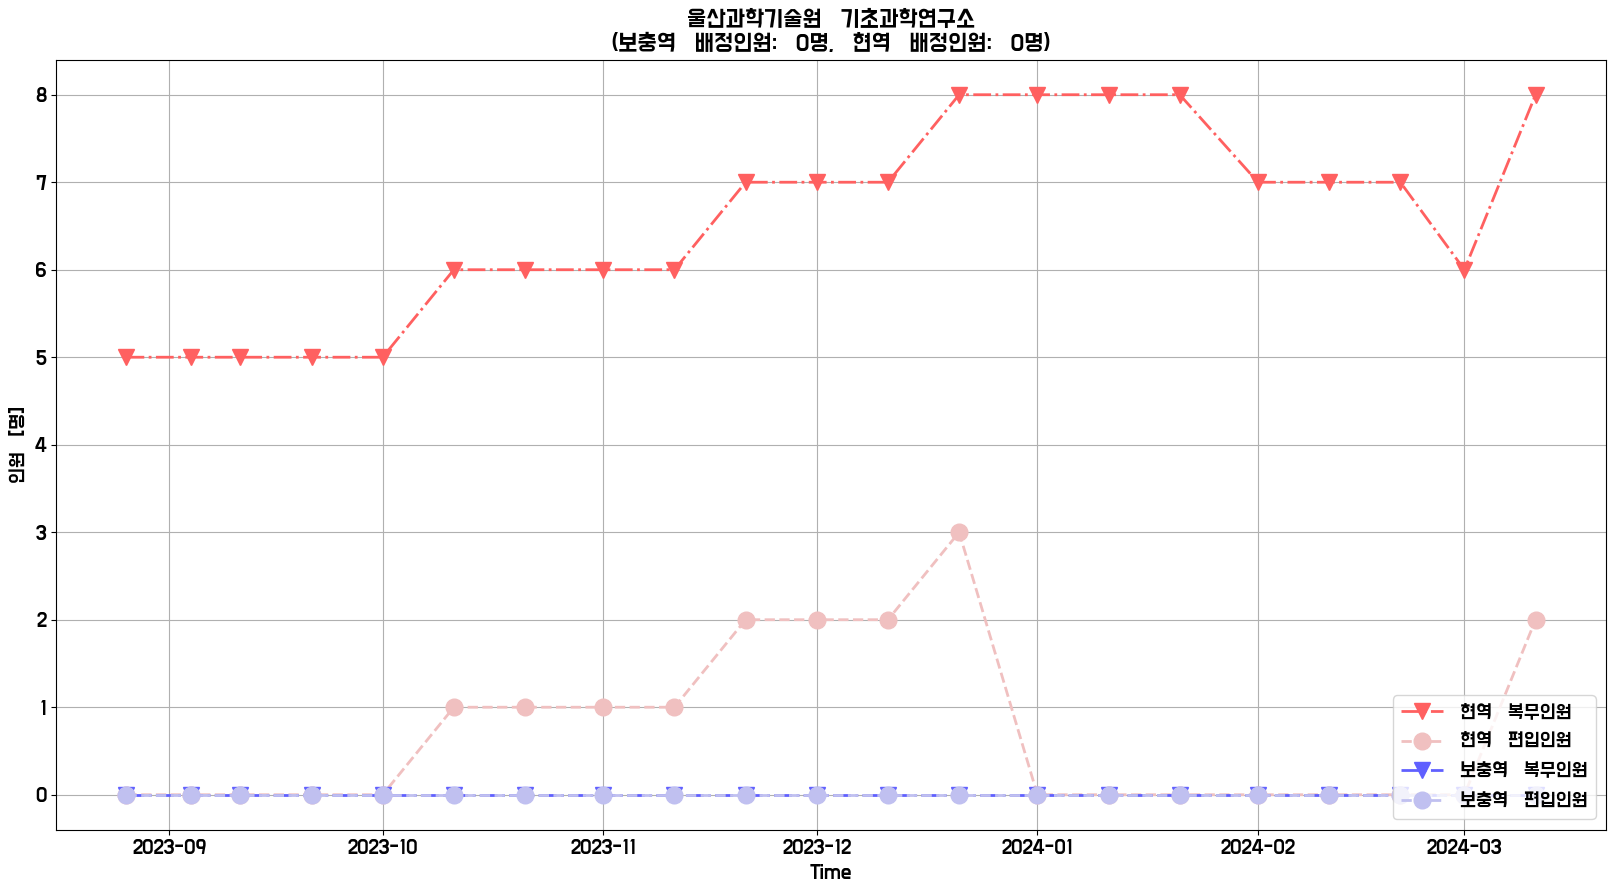 울산과학기술원 기초과학연구소
(보충역 배정인원: 0명, 현역 배정인원: 0명)
8
7
6
5
4
3
2
1
0
인원 [명]
2023-09 2023-10 2023-11 2023-12 2024-01 2024-02 2024-03
Time
현역 복무인원
현역 편입인원
보충역 복무인원
보충역 편입인원